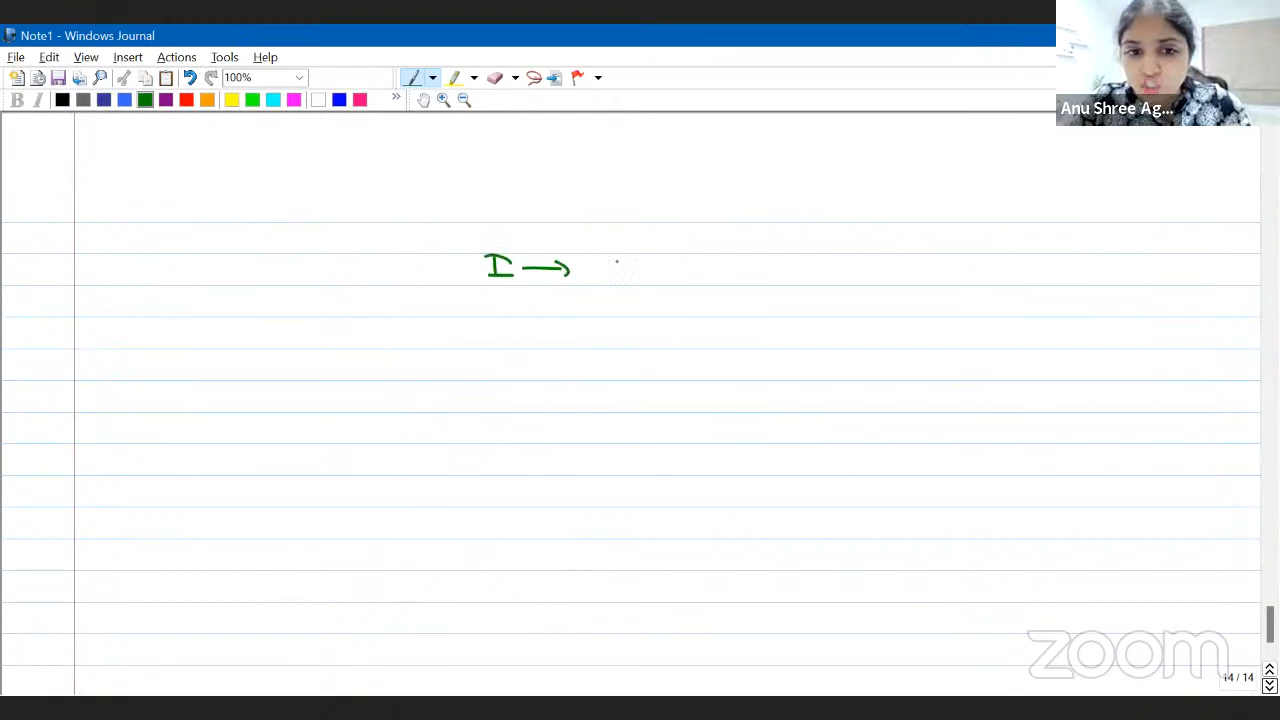 Note1 - Windows Journal
File Edit View Insert Actions Tools Help
100%
B I
Anu Shree Ag...
I →
zoom
14 / 14